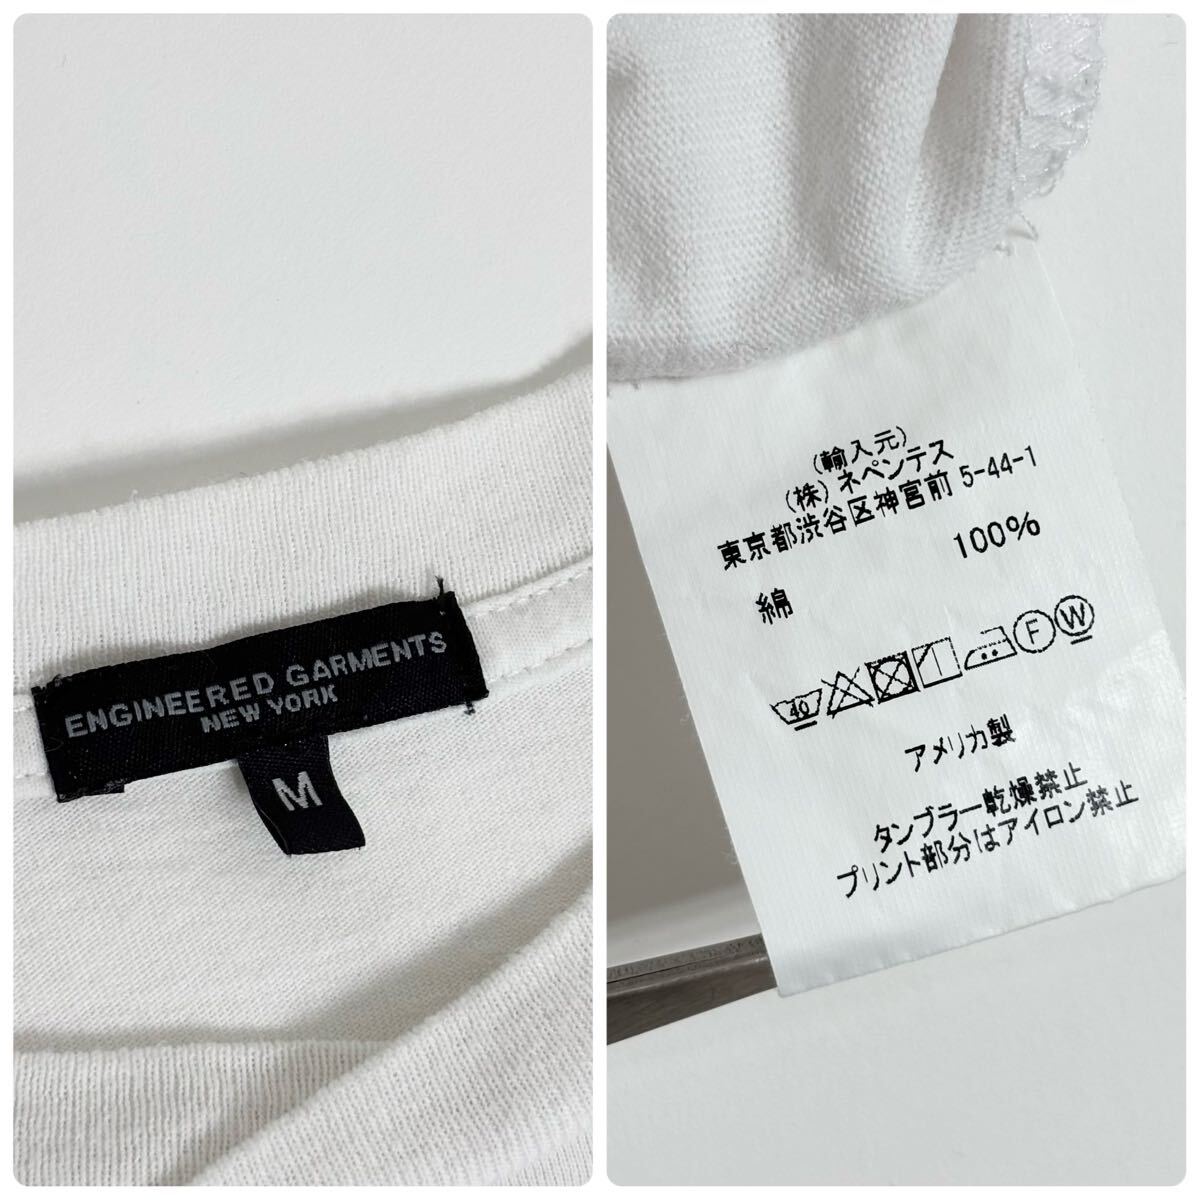 ENGINEERED GARMENTS
NEW YORK
M
(輸入元)
(株) ネペンテス
東京都渋谷区神宮前 5-44-1
綿 100%
40 F W
アメリカ製
タンブラー乾燥禁止
プリント部分はアイロン禁止